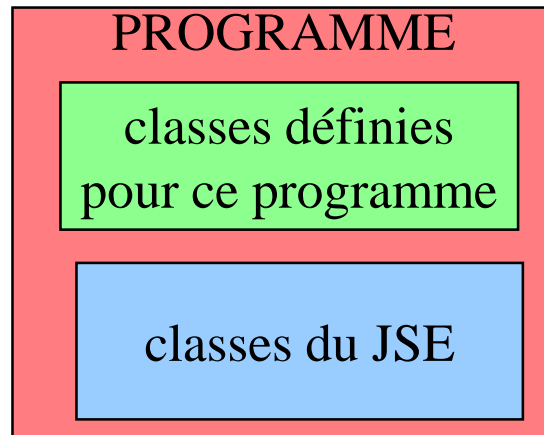 PROGRAMME
classes définies
pour ce programme
classes du JSE